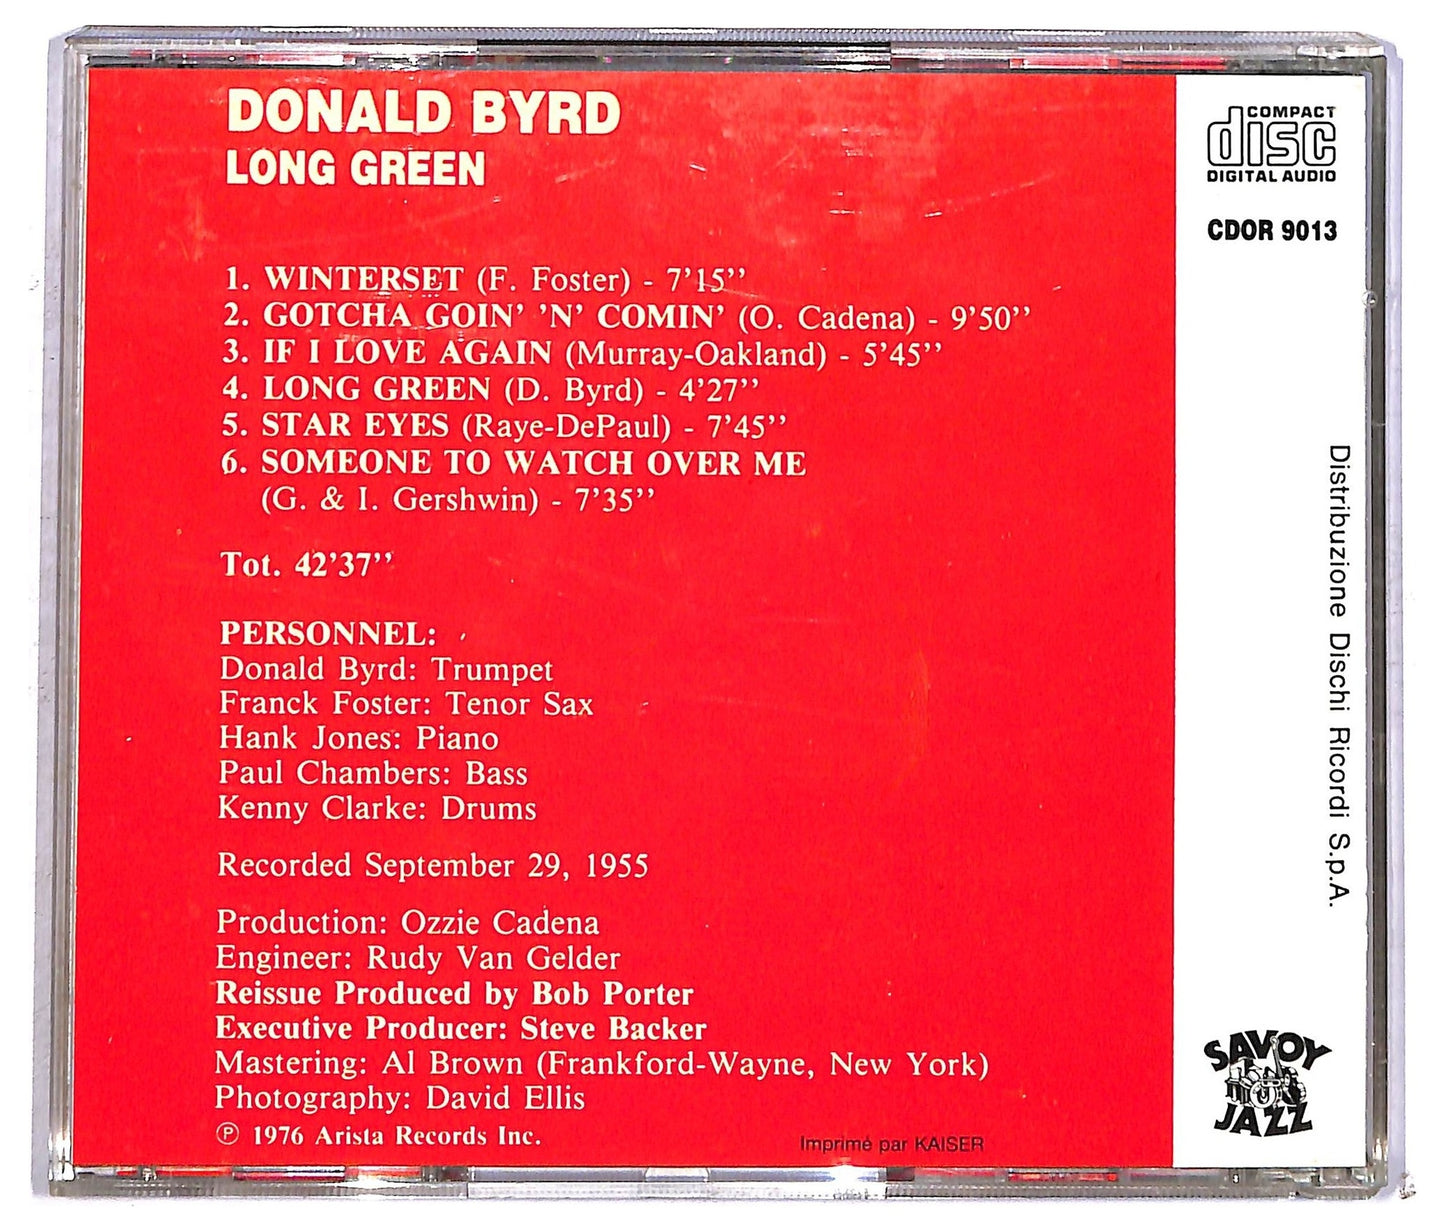 DONALD BYRD
LONG GREEN
1. WINTERSET (F. Foster) - 7'15''
2. GOTCHA GOIN' 'N' COMIN' (O. Cadena) - 9'50''
3. IF I LOVE AGAIN (Murray-Oakland) - 5'45''
4. LONG GREEN (D. Byrd) - 4'27''
5. STAR EYES (Raye-DePaul) - 7'45''
6. SOMEONE TO WATCH OVER ME
(G. & I. Gershwin) - 7'35''
Tot. 42'37''
PERSONNEL:
Donald Byrd: Trumpet
Franck Foster: Tenor Sax
Hank Jones: Piano
Paul Chambers: Bass
Kenny Clarke: Drums
Recorded September 29, 1955
Production: Ozzie Cadena
Engineer: Rudy Van Gelder
Reissue Produced by Bob Porter
Executive Producer: Steve Backer
Mastering: Al Brown (Frankford-Wayne, New York)
Photography: David Ellis
℗ 1976 Arista Records Inc.
Imprimé par KAISER
COMPACT
disc
DIGITAL AUDIO
CDOR 9013
Distribuzione Dischi Ricordi S.p.A.
SAVOY
JAZZ